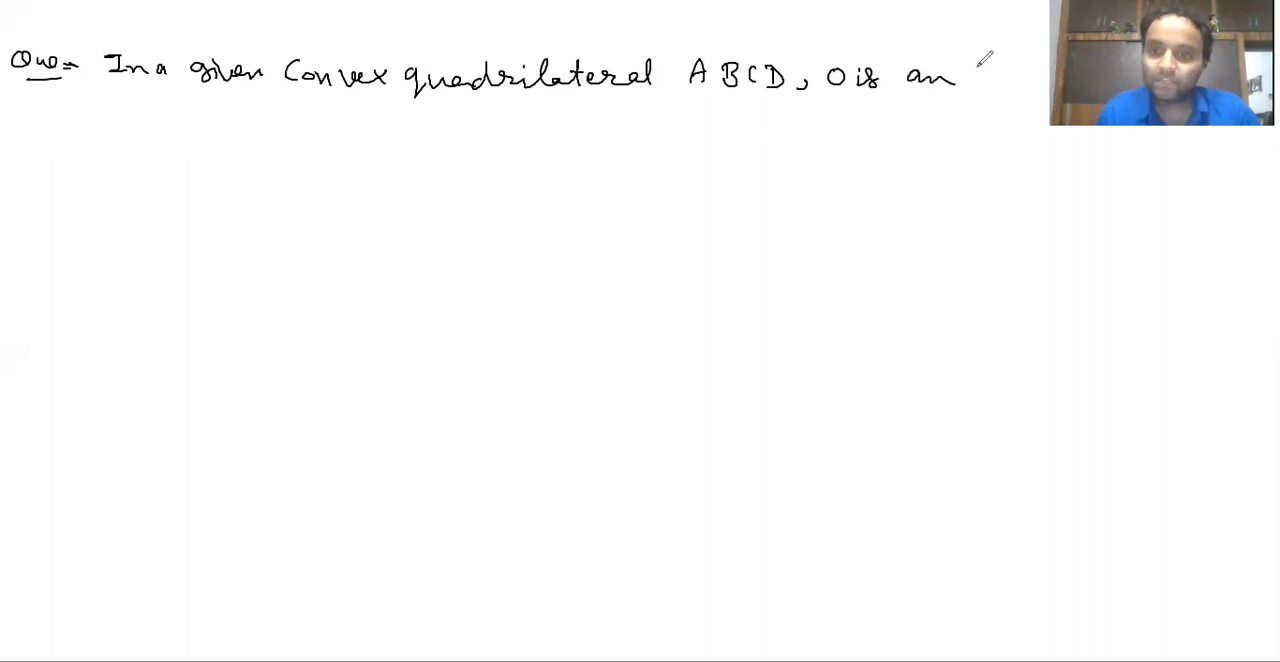 Que= In a given Convex quadrilateral ABCD, O is an